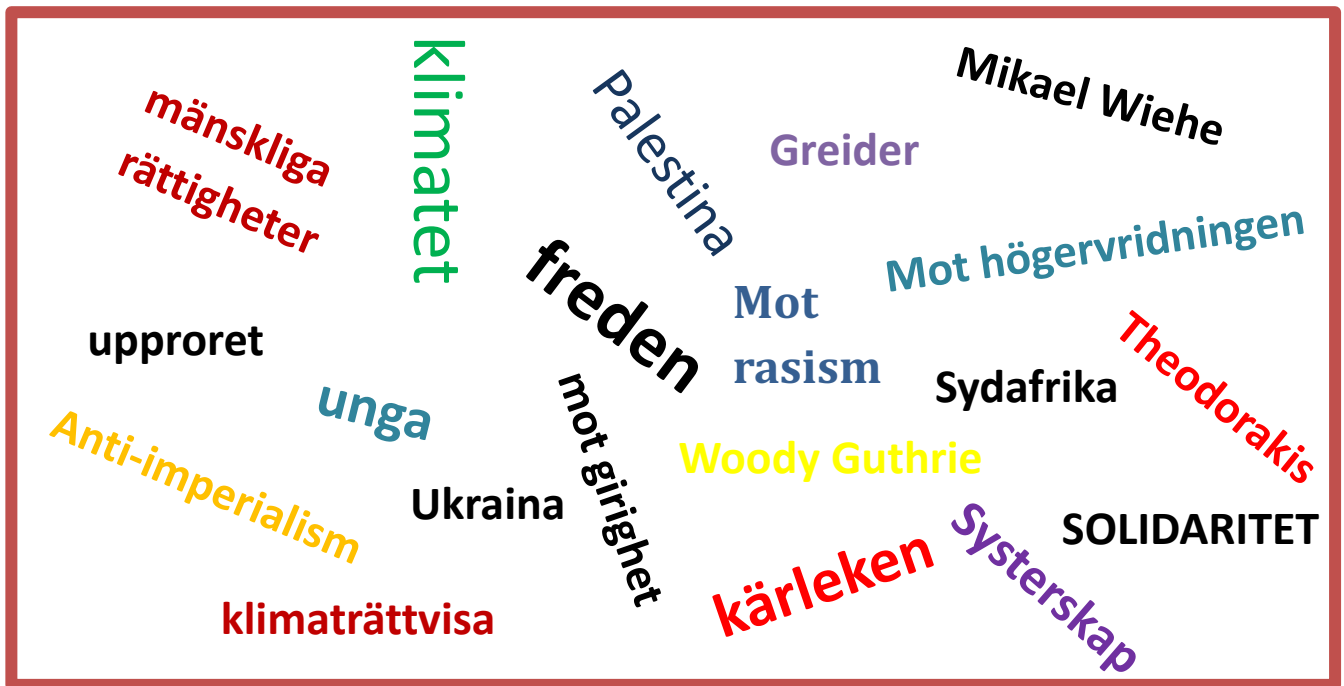 mänskliga
rättigheter
klimatet
Palestina
Greider
Mikael Wiehe
Mot högervridningen
freden
Mot
rasism
upproret
unga
Sydafrika
Theodorakis
Anti-imperialism
Ukraina
mot girighet
Woody Guthrie
SOLIDARITET
Systerskap
kärleken
klimaträttvisa